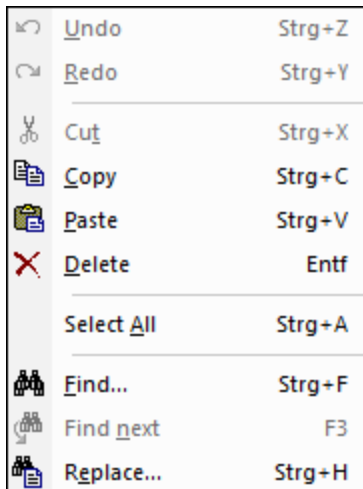 Undo Strg+Z
Redo Strg+Y
Cut Strg+X
Copy Strg+C
Paste Strg+V
Delete Entf
Select All Strg+A
Find... Strg+F
Find next F3
Replace... Strg+H